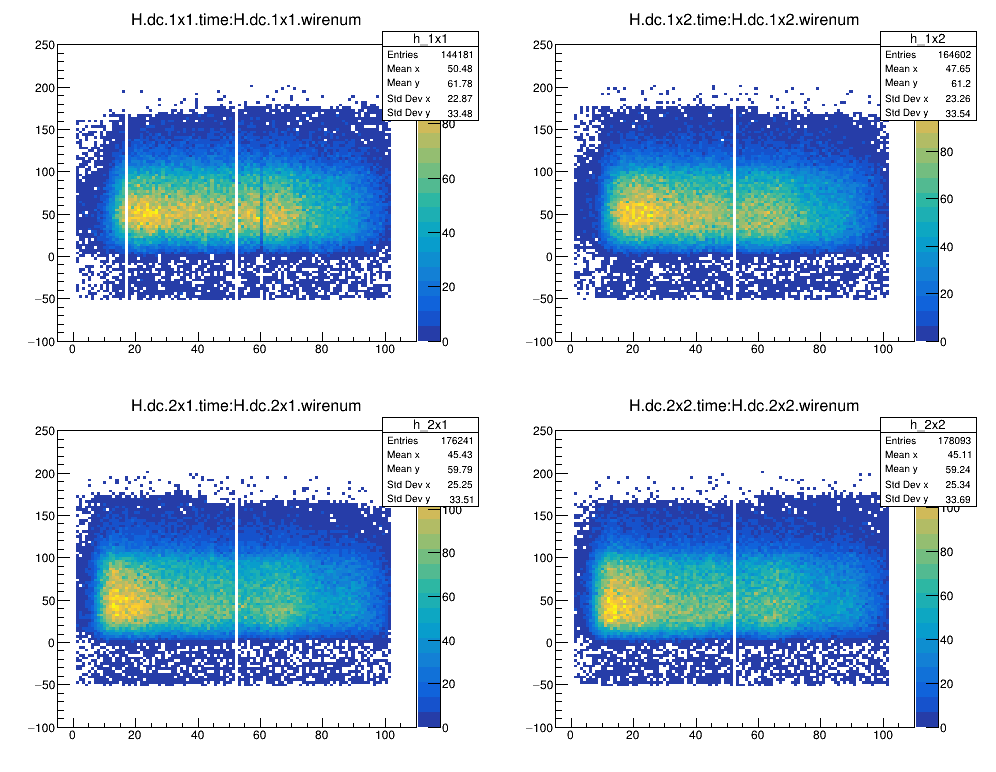 H.dc.1x1.time:H.dc.1x1.wirenum
h_1x1
Entries 144181
Mean x 50.48
Mean y 61.78
Std Dev x 22.87
Std Dev y 33.48
250
200
150
100
50
0
−50
−100
0 20 40 60 80 100
80
60
40
20
0
H.dc.1x2.time:H.dc.1x2.wirenum
h_1x2
Entries 164602
Mean x 47.65
Mean y 61.2
Std Dev x 23.26
Std Dev y 33.54
250
200
150
100
50
0
−50
−100
0 20 40 60 80 100
80
60
40
20
0
H.dc.2x1.time:H.dc.2x1.wirenum
h_2x1
Entries 176241
Mean x 45.43
Mean y 59.79
Std Dev x 25.25
Std Dev y 33.51
250
200
150
100
50
0
−50
−100
0 20 40 60 80 100
100
80
60
40
20
0
H.dc.2x2.time:H.dc.2x2.wirenum
h_2x2
Entries 178093
Mean x 45.11
Mean y 59.24
Std Dev x 25.34
Std Dev y 33.69
250
200
150
100
50
0
−50
−100
0 20 40 60 80 100
100
80
60
40
20
0